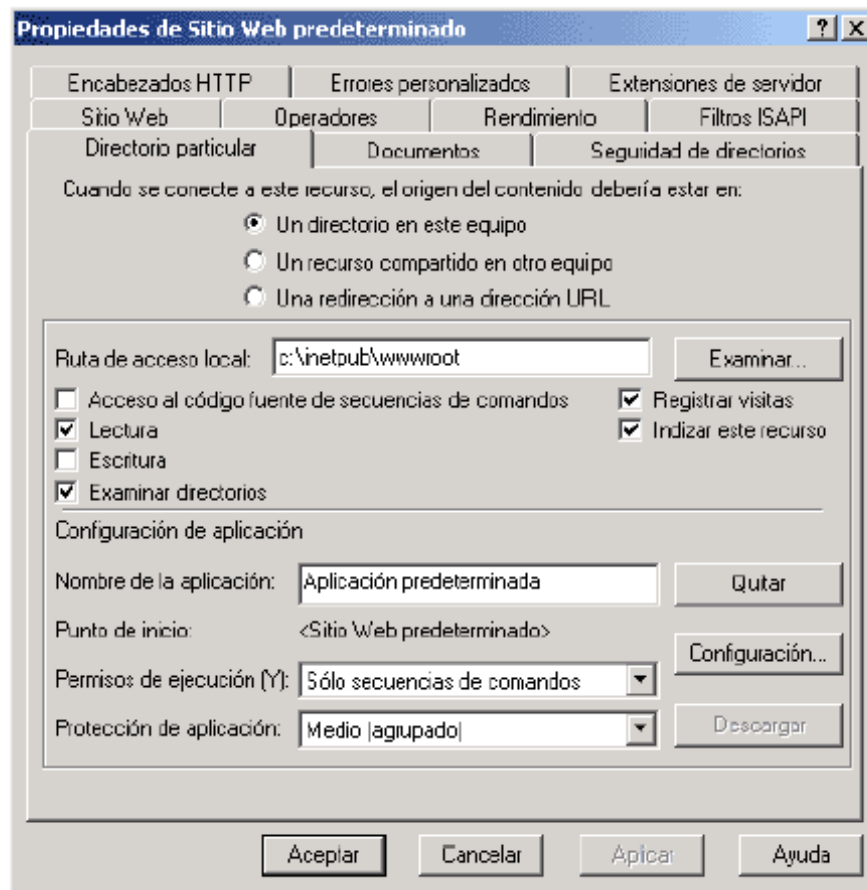 Propiedades de Sitio Web predeterminado
Encabezados HTTP Errores personalizados Extensiones de servidor
Sitio Web Operadores Rendimiento Filtros ISAPI
Directorio particular Documentos Seguridad de directorios
Cuando se conecte a este recurso, el origen del contenido debería estar en:
Un directorio en este equipo
Un recurso compartido en otro equipo
Una redirección a una dirección URL
Ruta de acceso local: c:\inetpub\wwwroot Examinar...
Acceso al código fuente de secuencias de comandos Registrar visitas
Lectura Indizar este recurso
Escritura
Examinar directorios
Configuración de aplicación
Nombre de la aplicación: Aplicación predeterminada Quitar
Punto de inicio: <Sitio Web predeterminado>
Configuración...
Permisos de ejecución (Y): Sólo secuencias de comandos
Protección de aplicación: Medio (agrupado) Descargar
Aceptar Cancelar Aplicar Ayuda